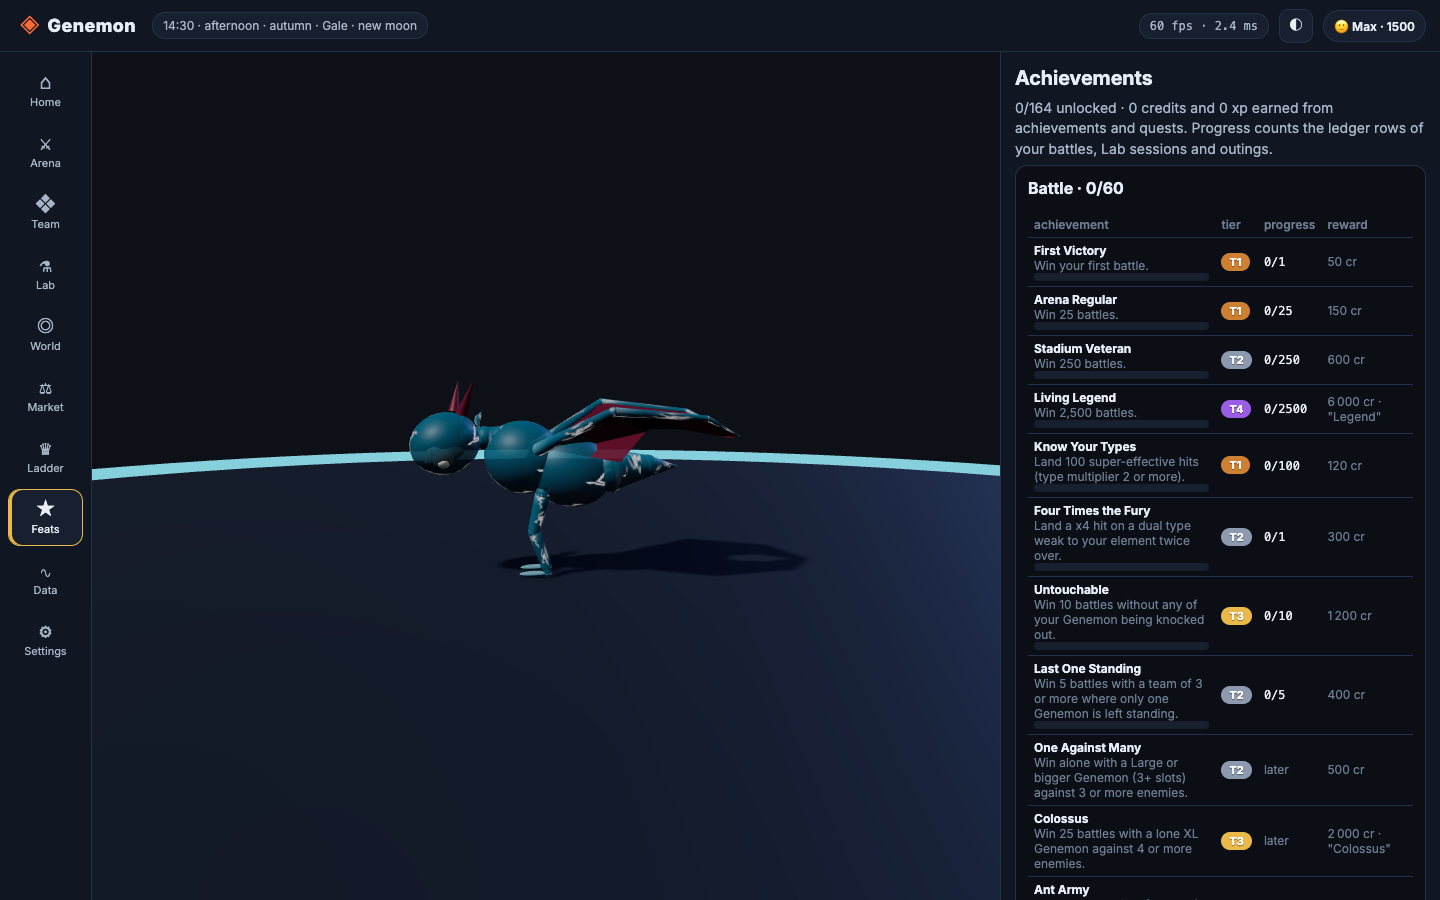 Genemon
14:30 · afternoon · autumn · Gale · new moon
60 fps · 2.4 ms
Max · 1500
Home
Arena
Team
Lab
World
Market
Ladder
Feats
Data
Settings
Achievements
0/164 unlocked · 0 credits and 0 xp earned from
achievements and quests. Progress counts the ledger rows of
your battles, Lab sessions and outings.
Battle · 0/60
achievement tier progress reward
First Victory
Win your first battle.
T1 0/1 50 cr
Arena Regular
Win 25 battles.
T1 0/25 150 cr
Stadium Veteran
Win 250 battles.
T2 0/250 600 cr
Living Legend
Win 2,500 battles.
T4 0/2500 6 000 cr ·
"Legend"
Know Your Types
Land 100 super-effective hits
(type multiplier 2 or more).
T1 0/100 120 cr
Four Times the Fury
Land a x4 hit on a dual type
weak to your element twice
over.
T2 0/1 300 cr
Untouchable
Win 10 battles without any of
your Genemon being knocked
out.
T3 0/10 1 200 cr
Last One Standing
Win 5 battles with a team of 3
or more where only one
Genemon is left standing.
T2 0/5 400 cr
One Against Many
Win alone with a Large or
bigger Genemon (3+ slots)
against 3 or more enemies.
T2 later 500 cr
Colossus
Win 25 battles with a lone XL
Genemon against 4 or more
enemies.
T3 later 2 000 cr ·
"Colossus"
Ant Army